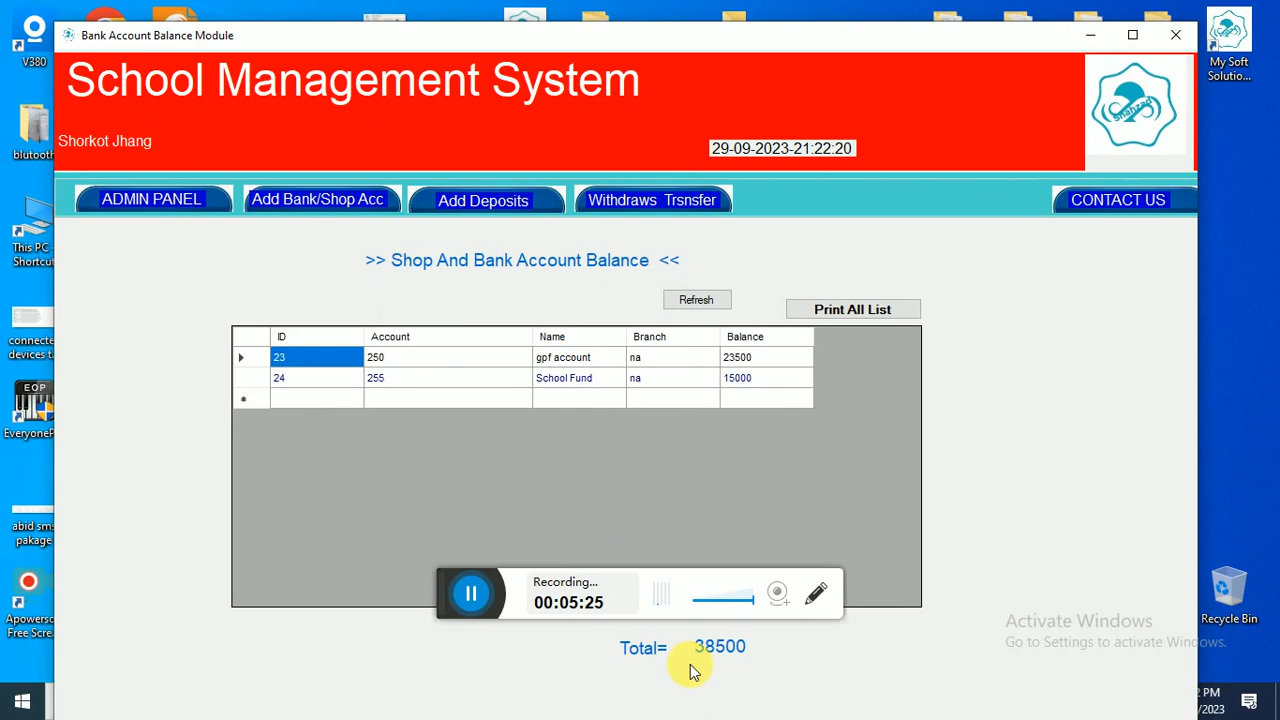 V380
blutooth
This PC -
Shortcut
connecte
devices t.
EOP
EveryoneP
abid sms
pakage
Apowerso
Free Scre.
Bank Account Balance Module
School Management System
Shorkot Jhang
29-09-2023-21:22:20
Shahzad
ADMIN PANEL
Add Bank/Shop Acc
Add Deposits
Withdraws Trsnsfer
CONTACT US
>> Shop And Bank Account Balance <<
Refresh
Print All List
ID Account Name Branch Balance
23 250 gpf account na 23500
24 255 School Fund na 15000
Recording...
00:05:25
Total= 38500
Activate Windows
Go to Settings to activate Windows.
My Soft
Solutio...
Recycle Bin
PM
/2023